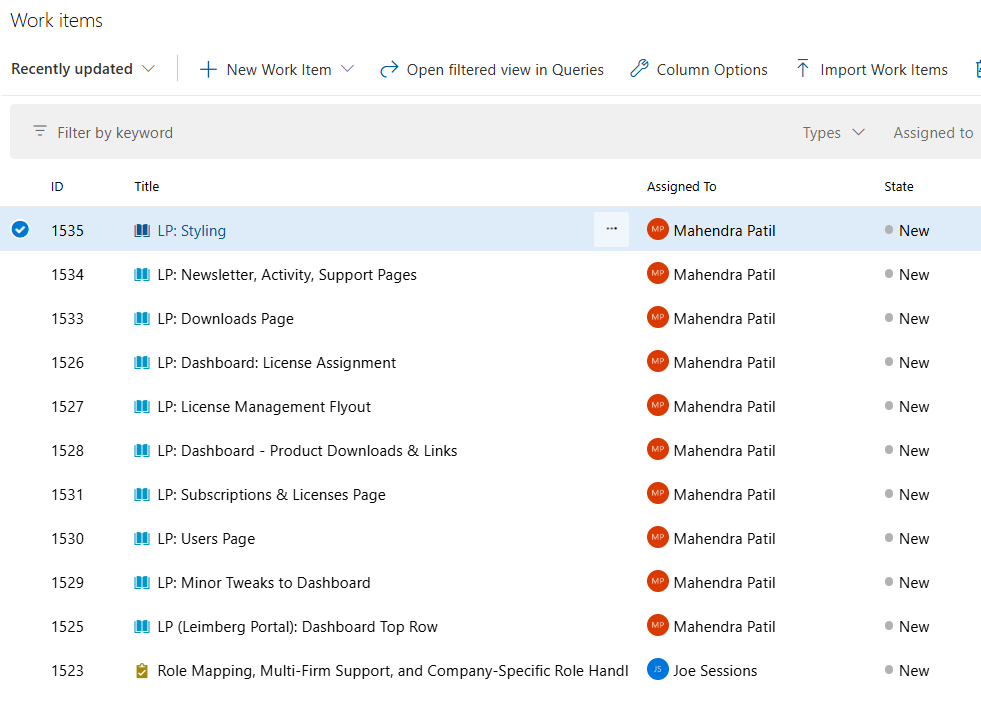 Work items
Recently updated New Work Item Open filtered view in Queries Column Options Import Work Items
Filter by keyword Types Assigned to
ID Title Assigned To State
1535 LP: Styling ... MP Mahendra Patil New
1534 LP: Newsletter, Activity, Support Pages MP Mahendra Patil New
1533 LP: Downloads Page MP Mahendra Patil New
1526 LP: Dashboard: License Assignment MP Mahendra Patil New
1527 LP: License Management Flyout MP Mahendra Patil New
1528 LP: Dashboard - Product Downloads & Links MP Mahendra Patil New
1531 LP: Subscriptions & Licenses Page MP Mahendra Patil New
1530 LP: Users Page MP Mahendra Patil New
1529 LP: Minor Tweaks to Dashboard MP Mahendra Patil New
1525 LP (Leimberg Portal): Dashboard Top Row MP Mahendra Patil New
1523 Role Mapping, Multi-Firm Support, and Company-Specific Role Handl JS Joe Sessions New